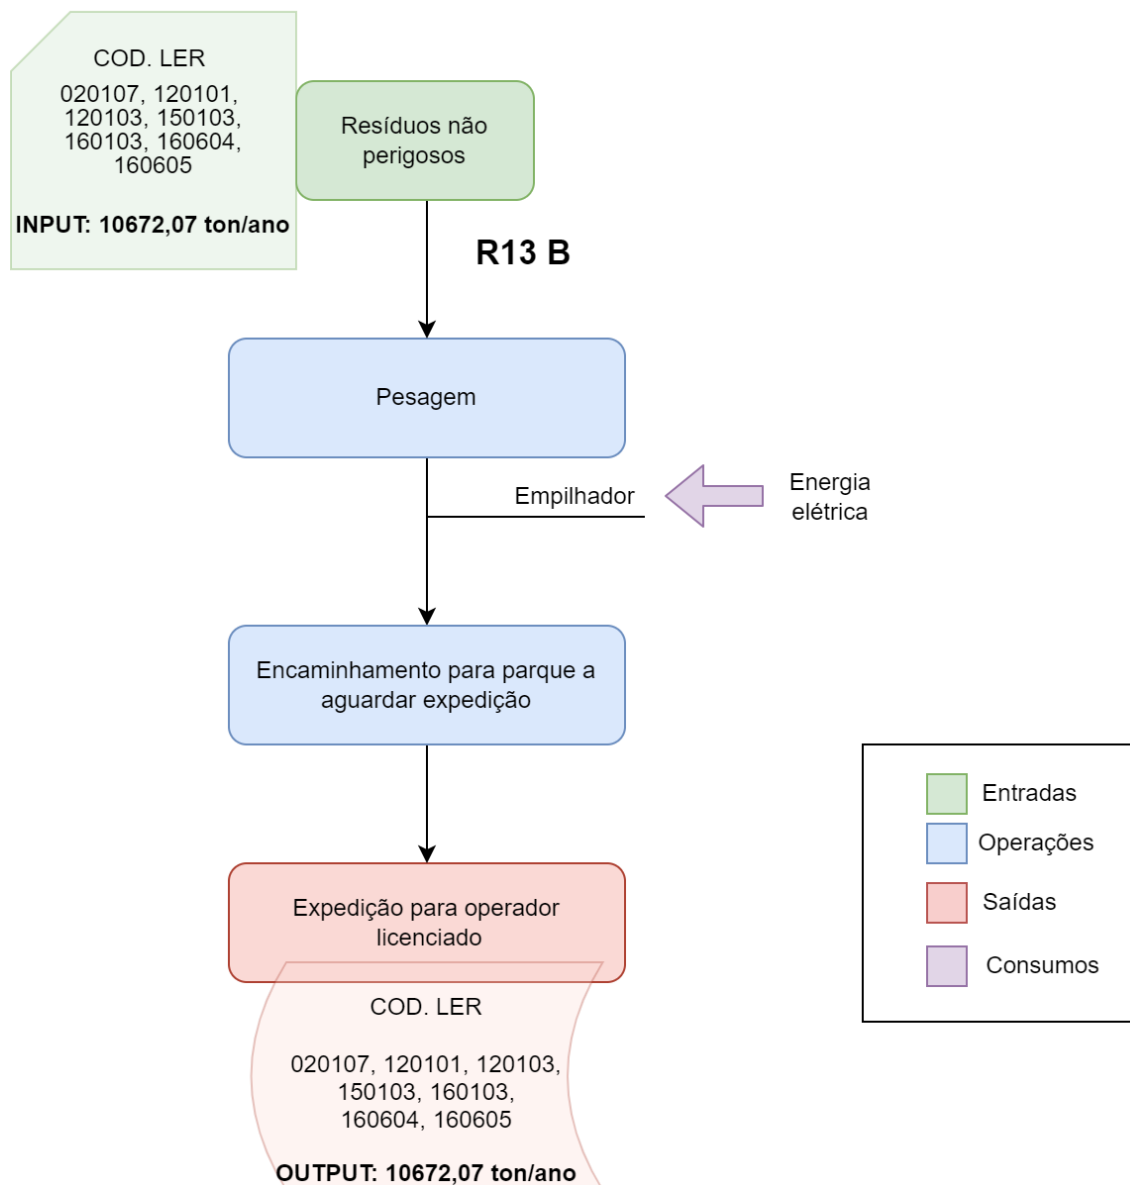 COD. LER
020107, 120101,
120103, 150103,
160103, 160604,
160605
INPUT: 10672,07 ton/ano
Resíduos não
perigosos
R13 B
Pesagem
Empilhador
Energia
elétrica
Encaminhamento para parque a
aguardar expedição
Expedição para operador
licenciado
COD. LER
020107, 120101, 120103,
150103, 160103,
160604, 160605
OUTPUT: 10672,07 ton/ano
Entradas
Operações
Saídas
Consumos